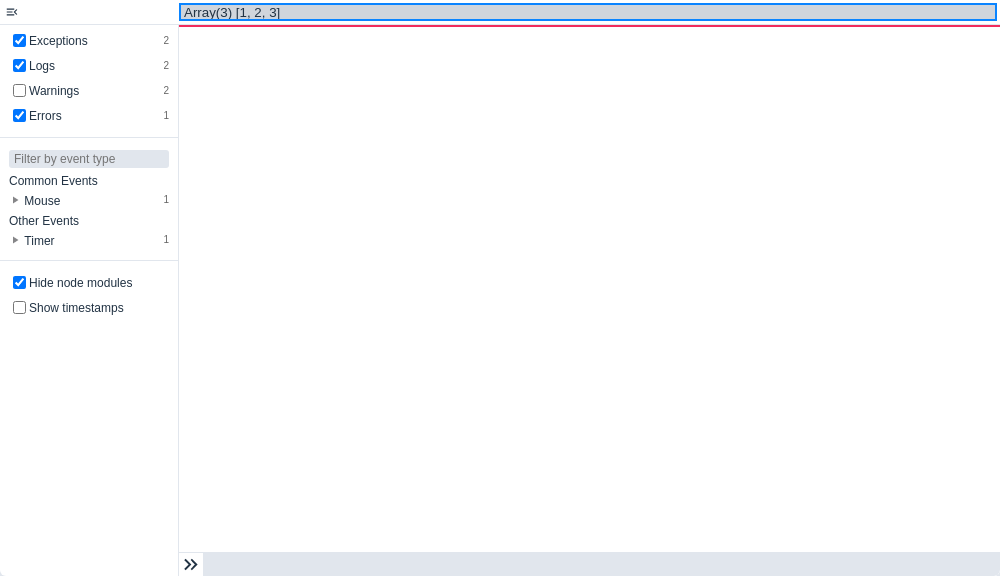 Array(3) [1, 2, 3]
Exceptions 2
Logs 2
Warnings 2
Errors 1
Filter by event type
Common Events
Mouse 1
Other Events
Timer 1
Hide node modules
Show timestamps